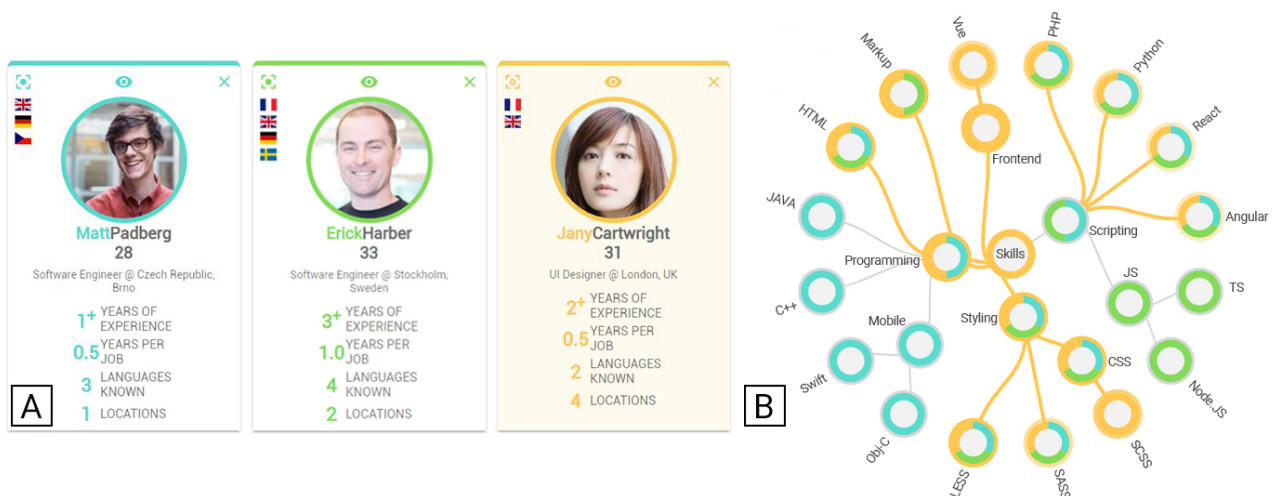 MattPadberg
28
Software Engineer @ Czech Republic,
Brno
1+ YEARS OF
EXPERIENCE
0.5 YEARS PER
JOB
3 LANGUAGES
KNOWN
1 LOCATIONS
A
ErickHarber
33
Software Engineer @ Stockholm,
Sweden
3+ YEARS OF
EXPERIENCE
1.0 YEARS PER
JOB
4 LANGUAGES
KNOWN
2 LOCATIONS
JanyCartwright
31
UI Designer @ London, UK
2+ YEARS OF
EXPERIENCE
0.5 YEARS PER
JOB
2 LANGUAGES
KNOWN
4 LOCATIONS
B
Vue
PHP
Markup
Python
HTML
React
Frontend
JAVA
Angular
Scripting
Programming
Skills
JS
TS
C++
Mobile
Styling
Swift
CSS
Node.JS
Obj-C
SCSS
LESS
SASS